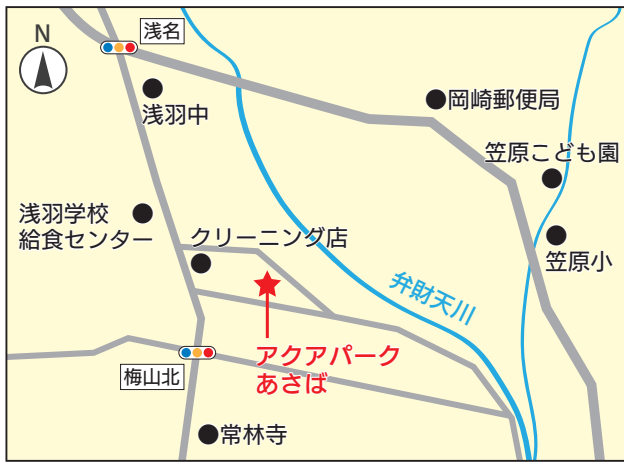 N
浅名
浅羽中
岡崎郵便局
笠原こども園
浅羽学校
給食センター
クリーニング店
笠原小
弁財天川
アクアパーク
あさば
梅山北
常林寺